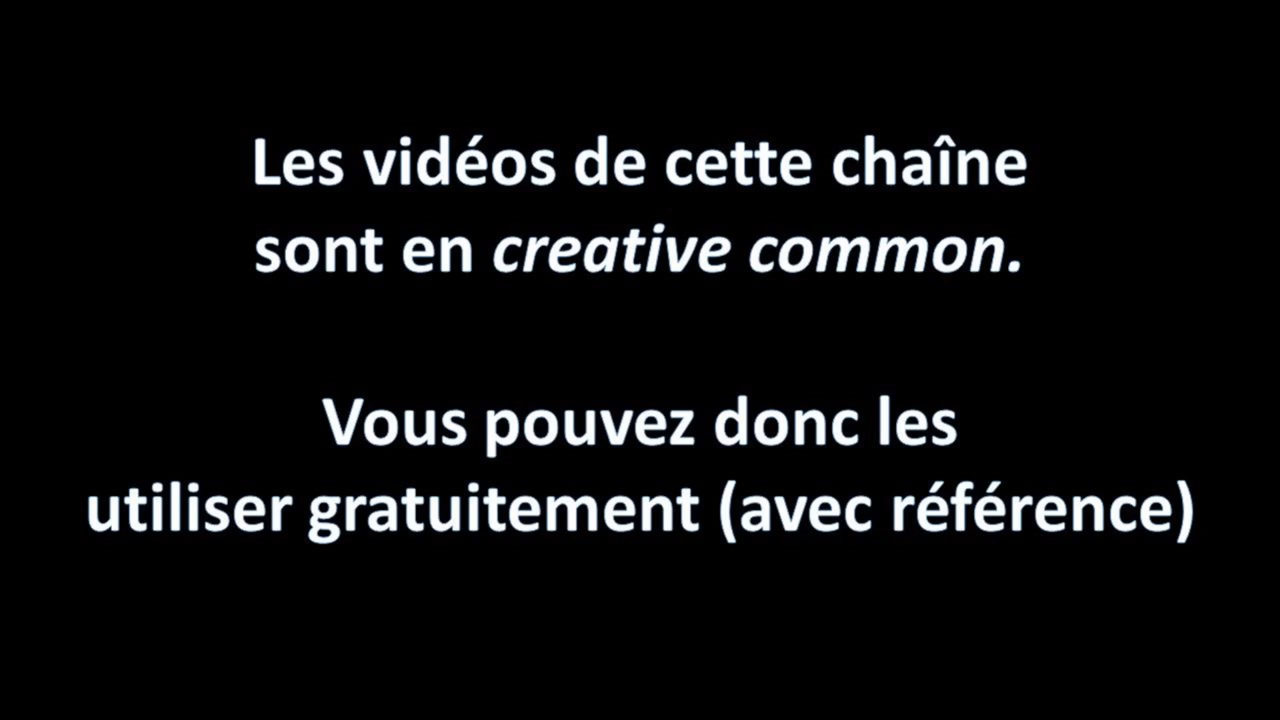 Les vidéos de cette chaîne
sont en creative common.
Vous pouvez donc les
utiliser gratuitement (avec référence)